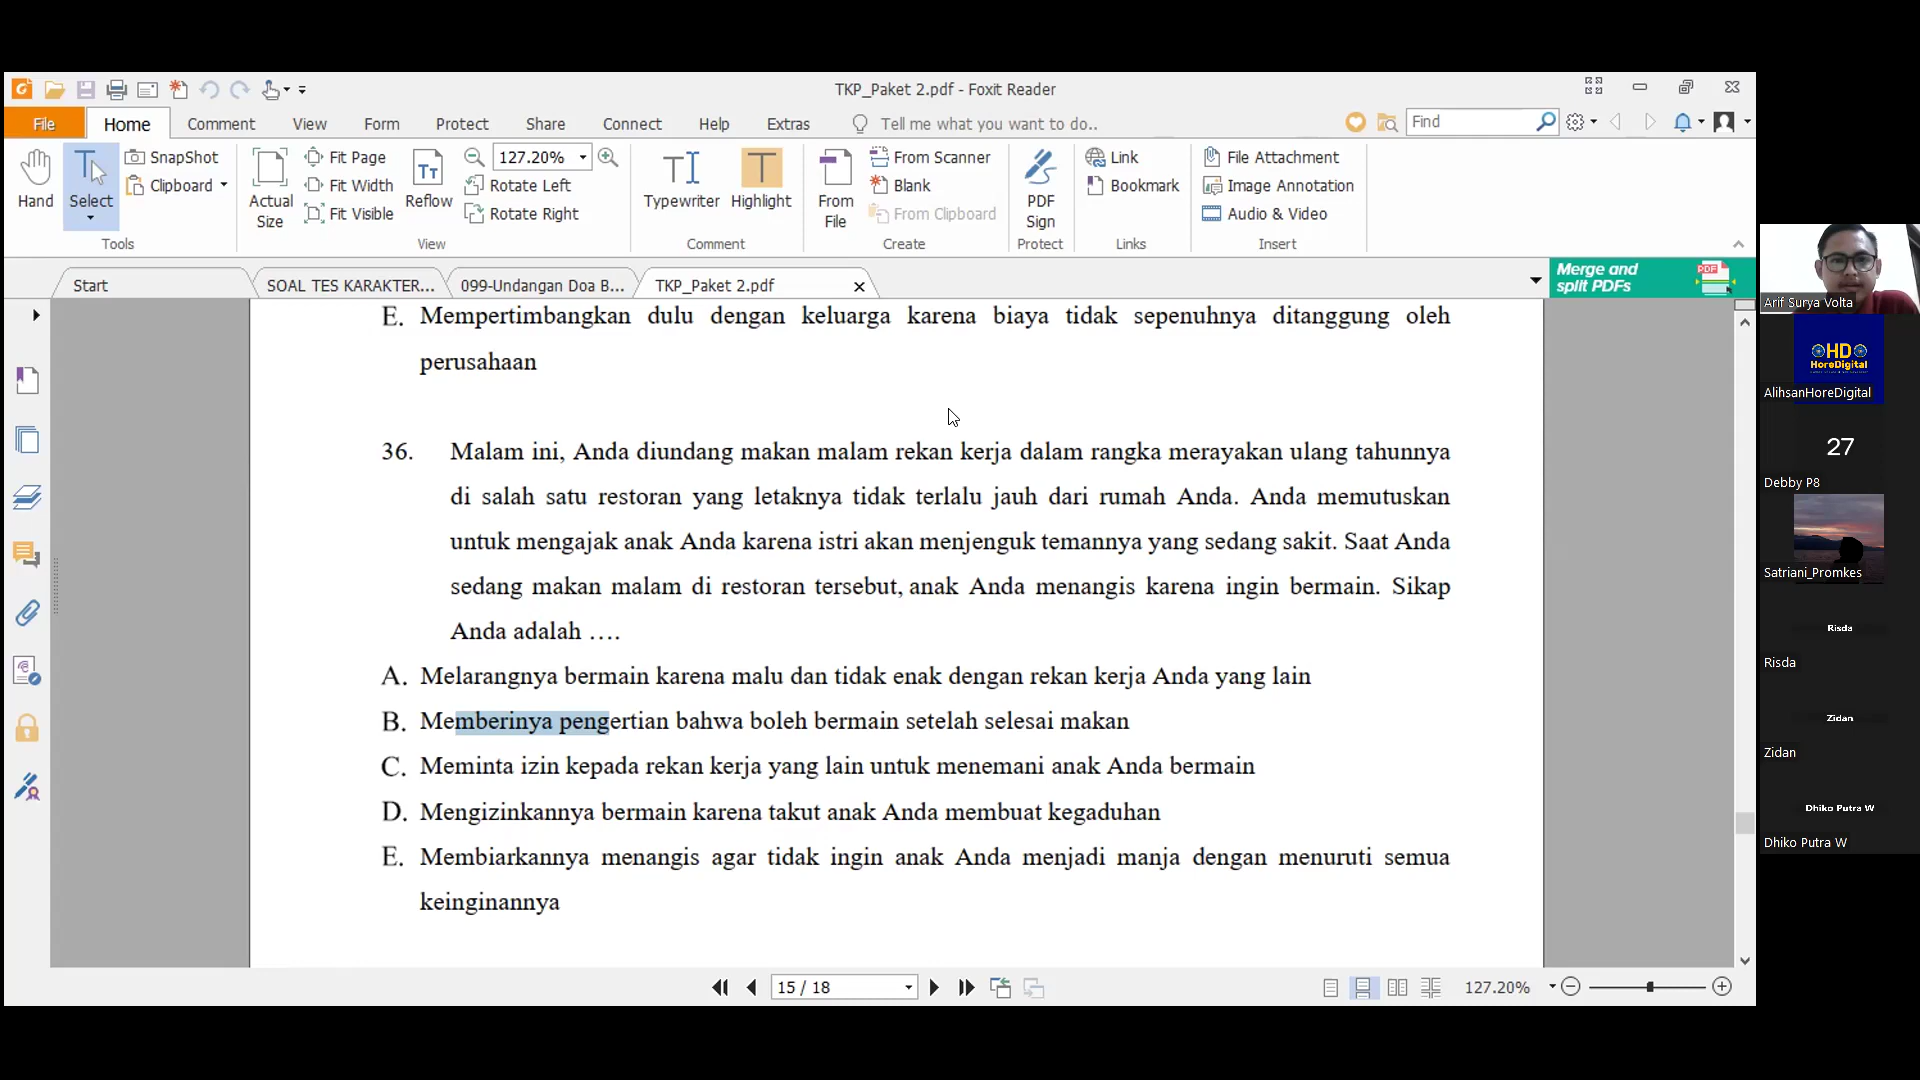 TKP_Paket 2.pdf - Foxit Reader
File Home Comment View Form Protect Share Connect Help Extras Tell me what you want to do.. Find
SnapShot Fit Page 127.20% From Scanner Link File Attachment
Clipboard Fit Width Rotate Left Blank Bookmark Image Annotation
Hand Select Actual Size Fit Visible Reflow Rotate Right Typewriter Highlight From File From Clipboard PDF Sign Audio & Video
Tools View Comment Create Protect Links Insert
Start SOAL TES KARAKTER... 099-Undangan Doa B... TKP_Paket 2.pdf
Merge and
split PDFs
PDF
E. Mempertimbangkan dulu dengan keluarga karena biaya tidak sepenuhnya ditanggung oleh
perusahaan
36. Malam ini, Anda diundang makan malam rekan kerja dalam rangka merayakan ulang tahunnya
di salah satu restoran yang letaknya tidak terlalu jauh dari rumah Anda. Anda memutuskan
untuk mengajak anak Anda karena istri akan menjenguk temannya yang sedang sakit. Saat Anda
sedang makan malam di restoran tersebut, anak Anda menangis karena ingin bermain. Sikap
Anda adalah ….
A. Melarangnya bermain karena malu dan tidak enak dengan rekan kerja Anda yang lain
B. Memberinya pengertian bahwa boleh bermain setelah selesai makan
C. Meminta izin kepada rekan kerja yang lain untuk menemani anak Anda bermain
D. Mengizinkannya bermain karena takut anak Anda membuat kegaduhan
E. Membiarkannya menangis agar tidak ingin anak Anda menjadi manja dengan menuruti semua
keinginannya
15 / 18
127.20%
Arif Surya Volta
HD
HoreDigital
AlihsanHoreDigital
27
Debby P8
Satriani_Promkes
Risda
Risda
Zidan
Zidan
Dhiko Putra W
Dhiko Putra W